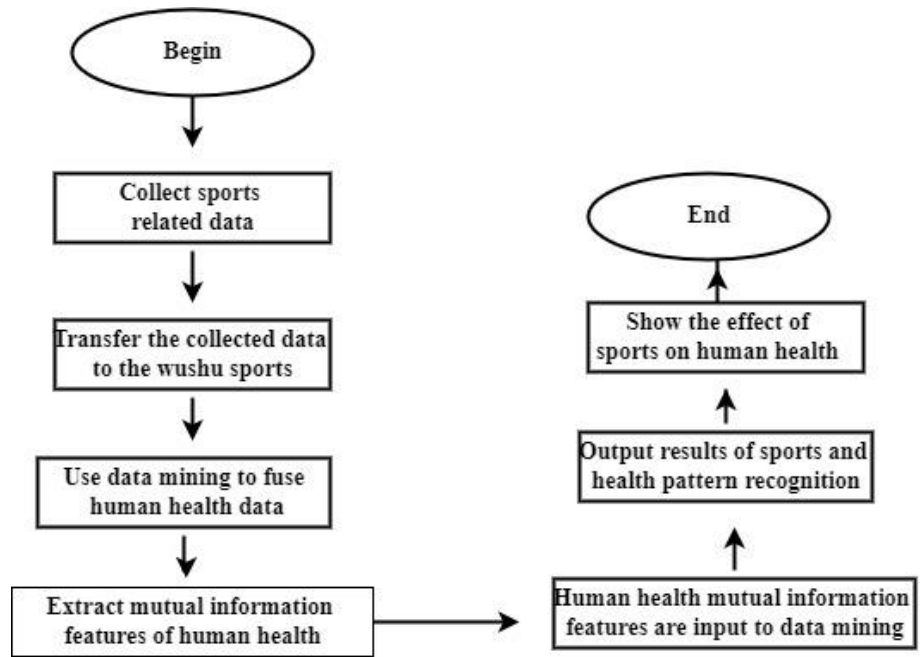 Begin
Collect sports
related data
Transfer the collected data
to the wushu sports
Use data mining to fuse
human health data
Extract mutual information
features of human health
Human health mutual information
features are input to data mining
Output results of sports and
health pattern recognition
Show the effect of
sports on human health
End